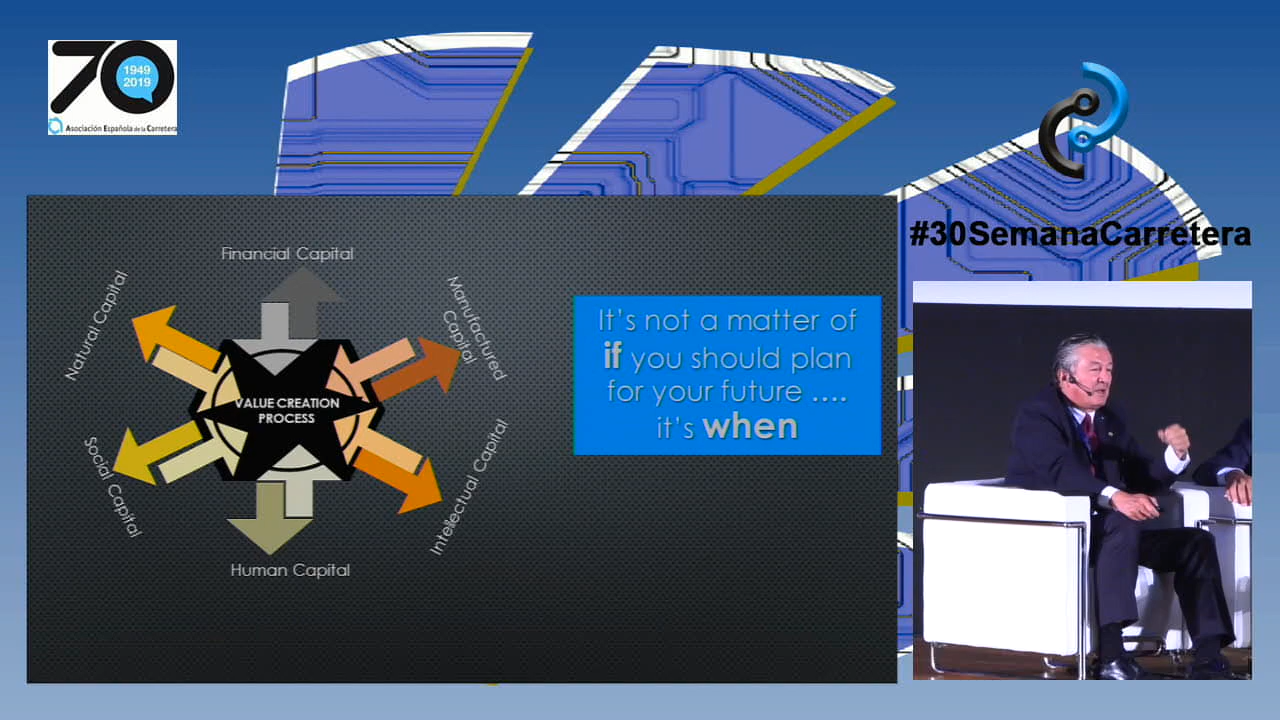 70
1949
2019
Asociación Española de la Carretera
#30SemanaCarretera
Financial Capital
Natural Capital
Manufactured
Capital
VALUE CREATION
PROCESS
Social Capital
Intellectual Capital
Human Capital
It's not a matter of
if you should plan
for your future ....
it's when